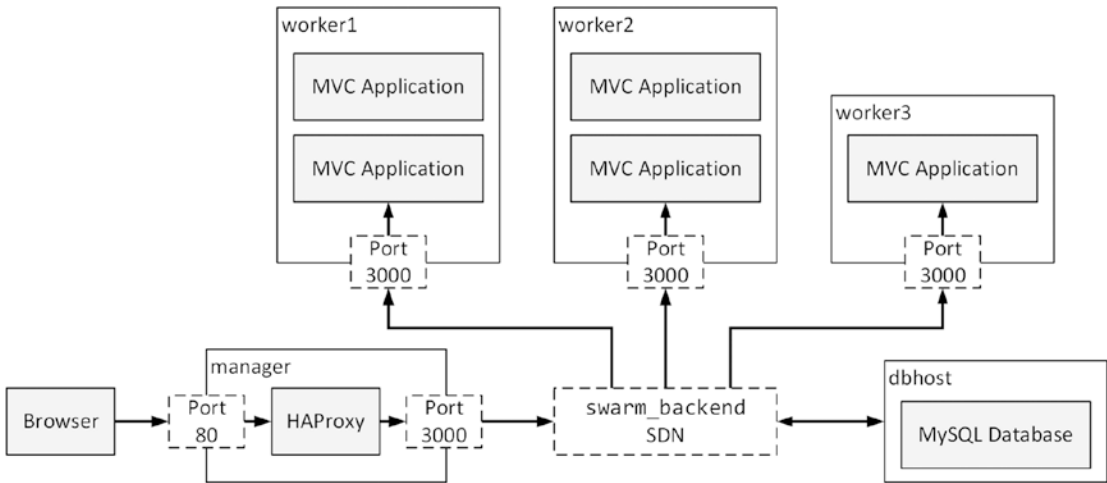 worker1
MVC Application
MVC Application
Port
3000
worker2
MVC Application
MVC Application
Port
3000
worker3
MVC Application
Port
3000
Browser
manager
Port
80
HAProxy
Port
3000
swarm_backend
SDN
dbhost
MySQL Database